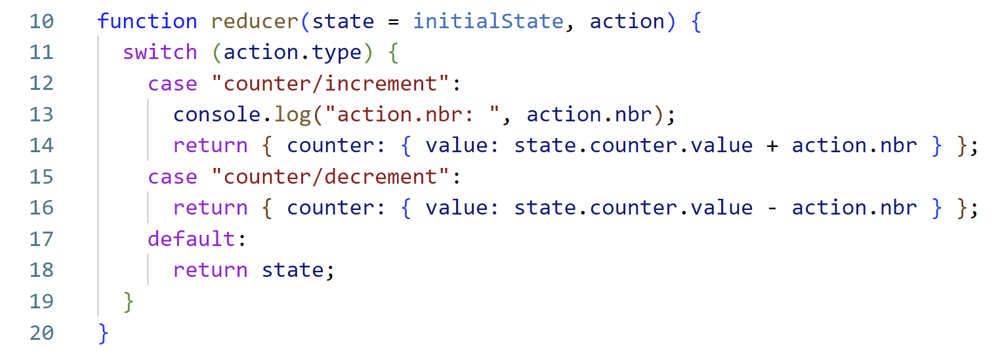 10 function reducer(state = initialState, action) {
11 switch (action.type) {
12 case "counter/increment":
13 console.log("action.nbr: ", action.nbr);
14 return { counter: { value: state.counter.value + action.nbr } };
15 case "counter/decrement":
16 return { counter: { value: state.counter.value - action.nbr } };
17 default:
18 return state;
19 }
20 }